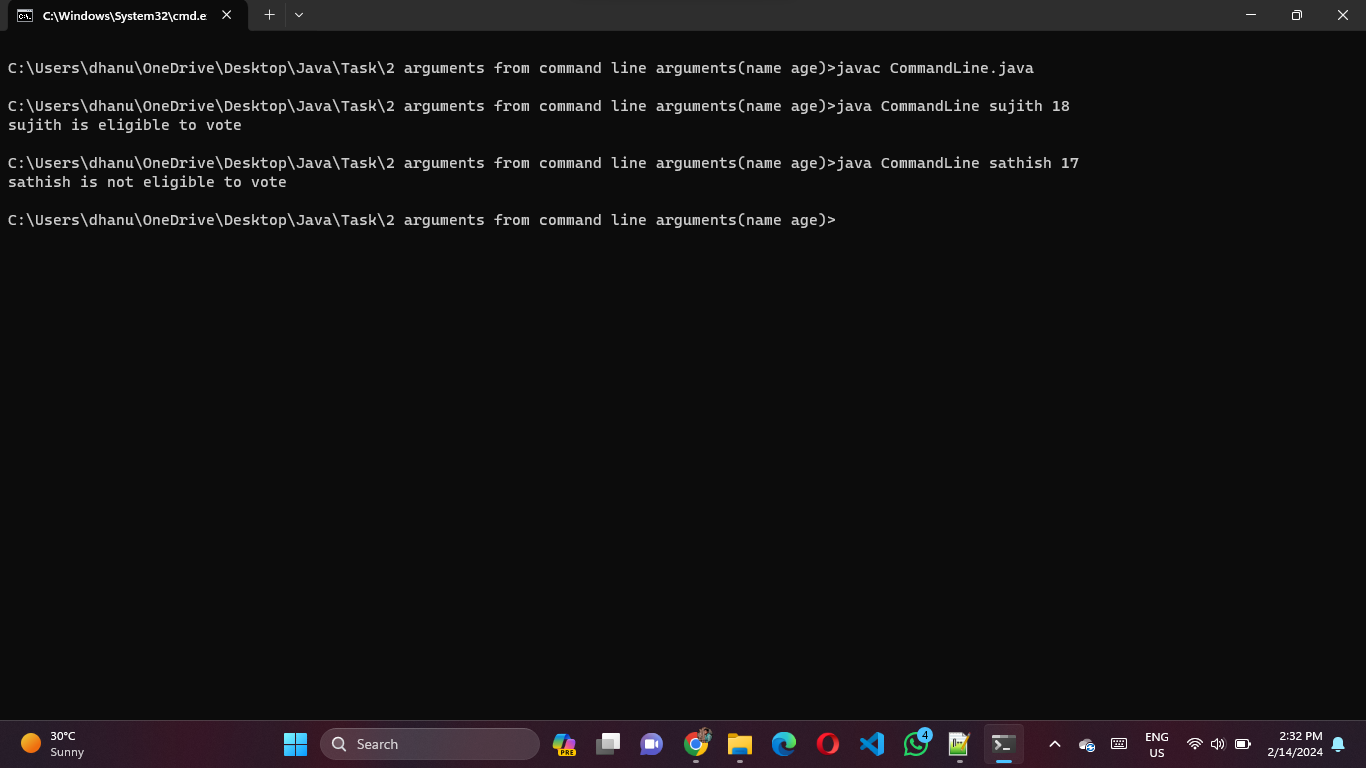 C:\Windows\System32\cmd.e
C:\Users\dhanu\OneDrive\Desktop\Java\Task\2 arguments from command line arguments(name age)>javac CommandLine.java
C:\Users\dhanu\OneDrive\Desktop\Java\Task\2 arguments from command line arguments(name age)>java CommandLine sujith 18
sujith is eligible to vote
C:\Users\dhanu\OneDrive\Desktop\Java\Task\2 arguments from command line arguments(name age)>java CommandLine sathish 17
sathish is not eligible to vote
C:\Users\dhanu\OneDrive\Desktop\Java\Task\2 arguments from command line arguments(name age)>
30°C
Sunny
Search
PRE
4
ENG
US
2:32 PM
2/14/2024